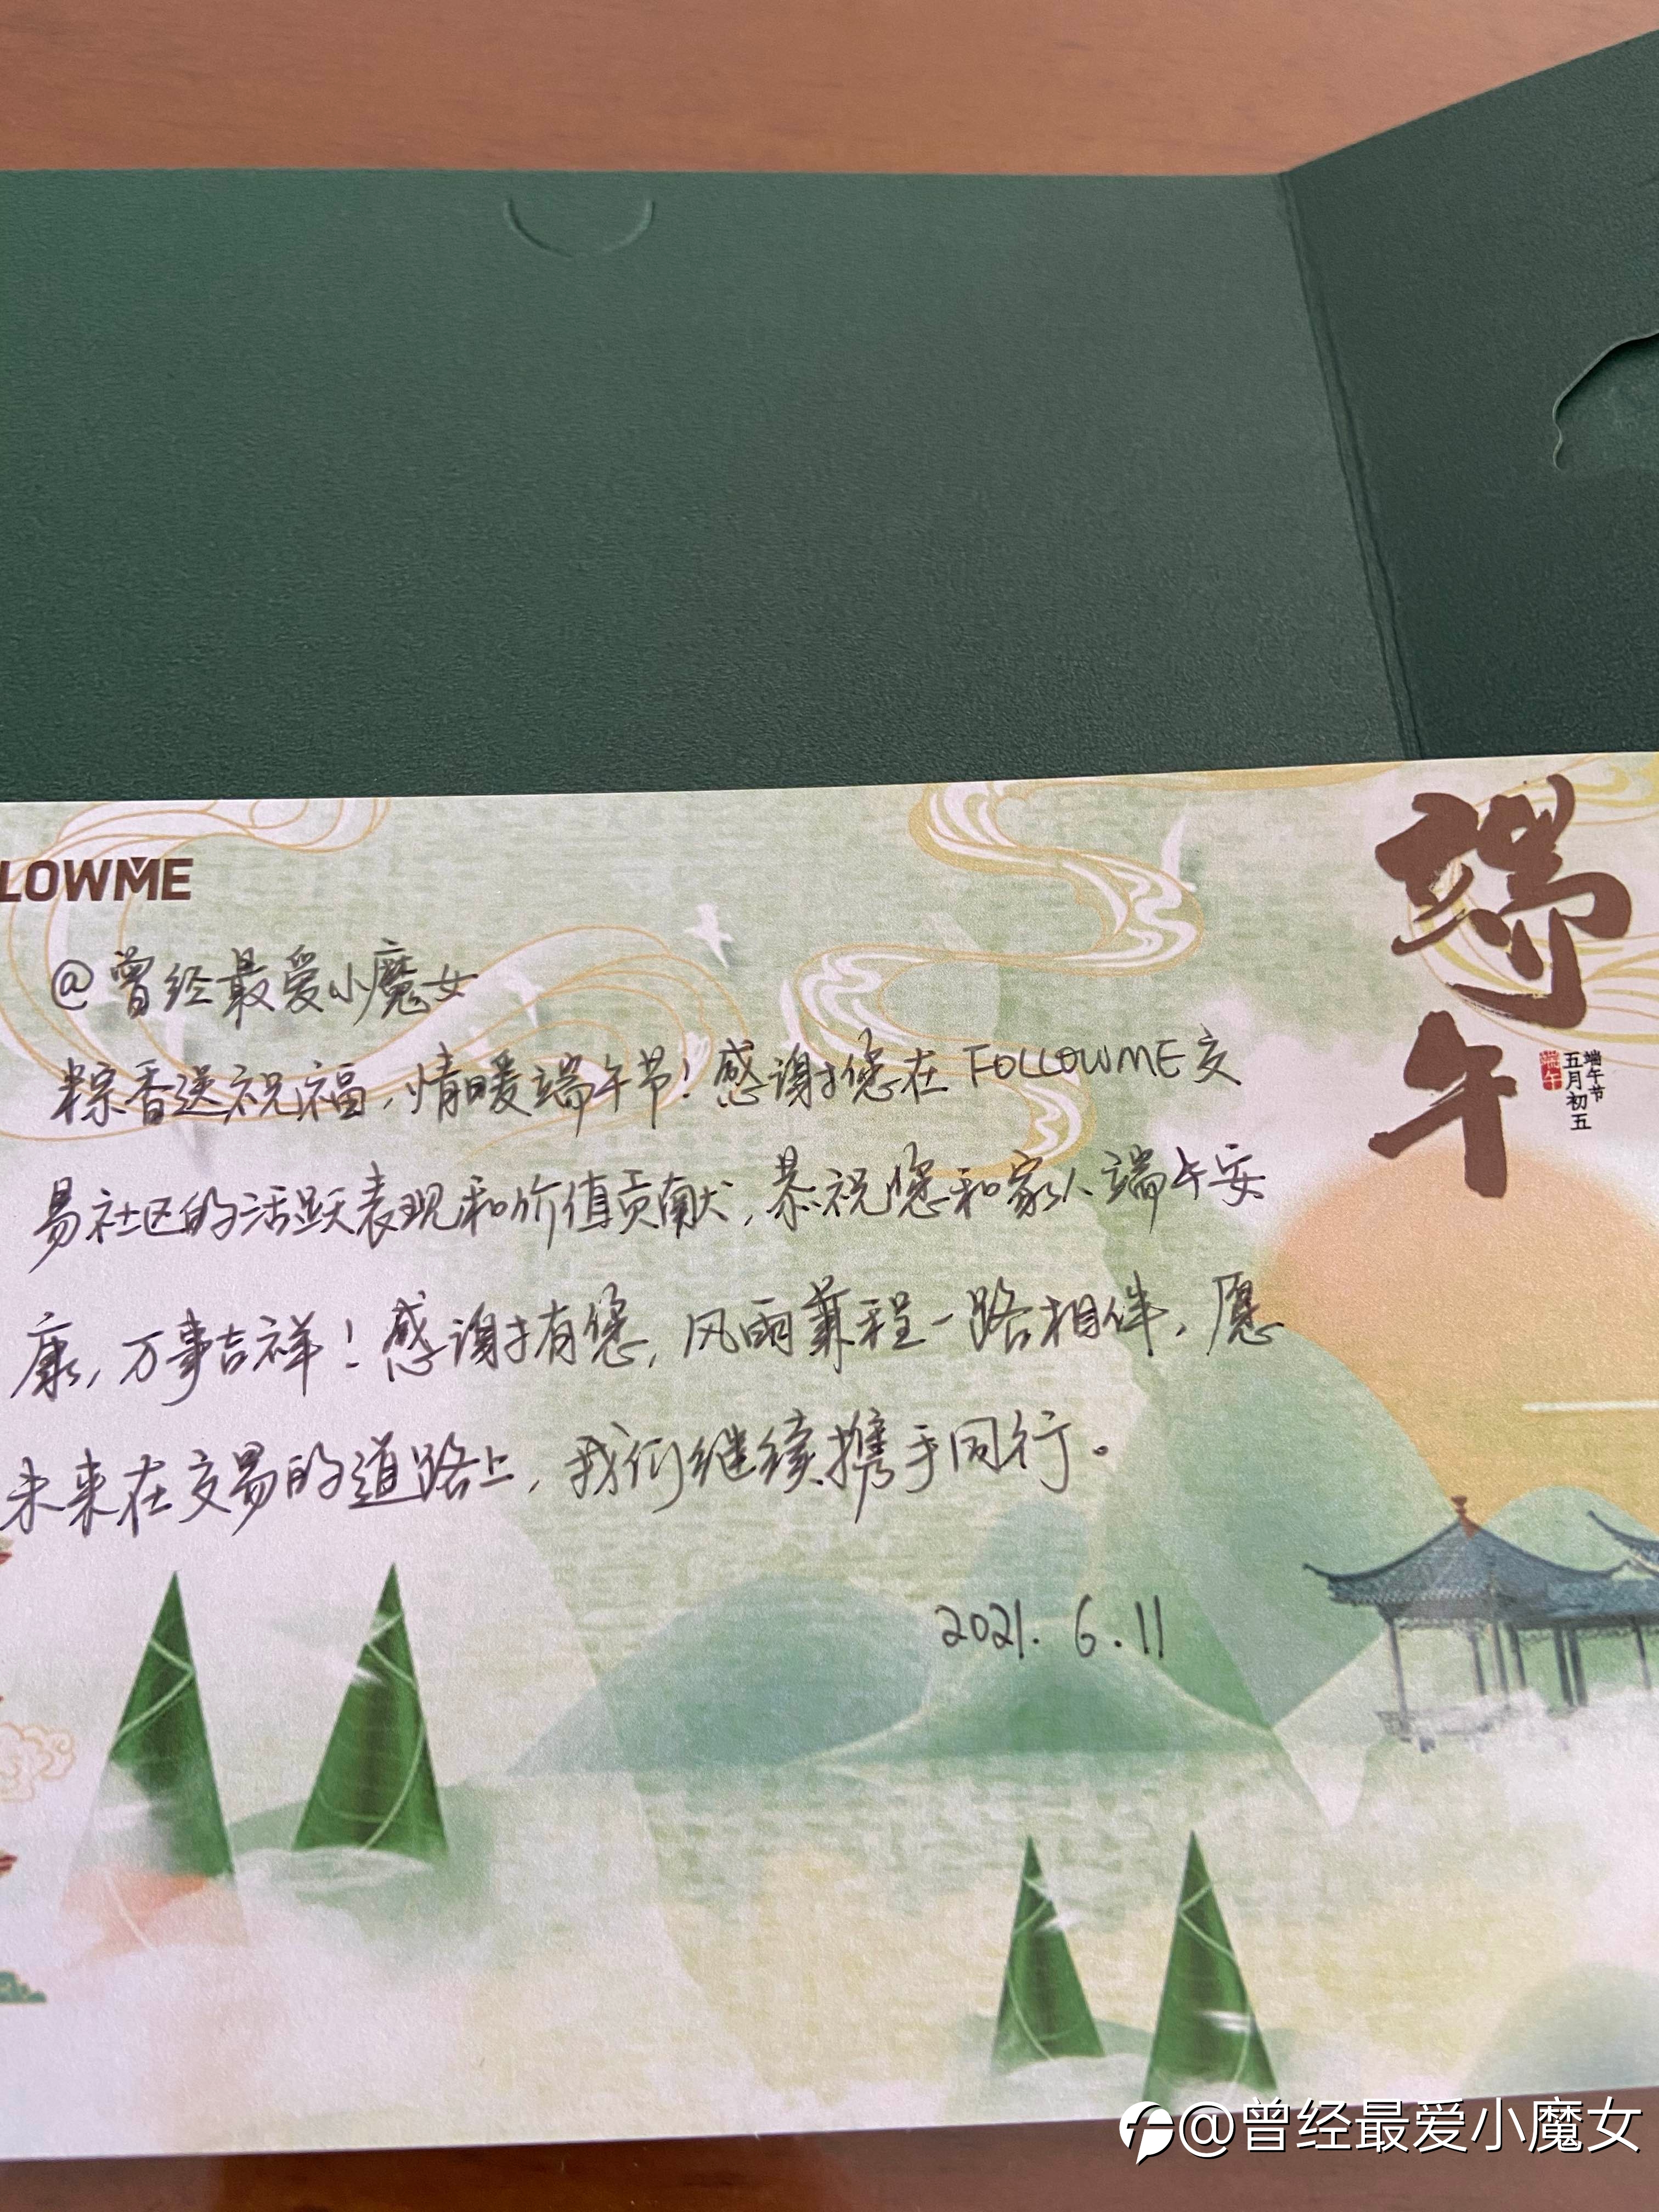 LOWME
端午
端午节
五月初五
端午
@曾经最爱小魔女
粽香送祝福,情暖端午节!感谢您在FOLLOWME交
易社区的活跃表现和价值贡献,恭祝您和家人端午安
康,万事吉祥!感谢有您,风雨兼程一路相伴,愿
未来在交易的道路上,我们继续携手同行。
2021.6.11
@曾经最爱小魔女